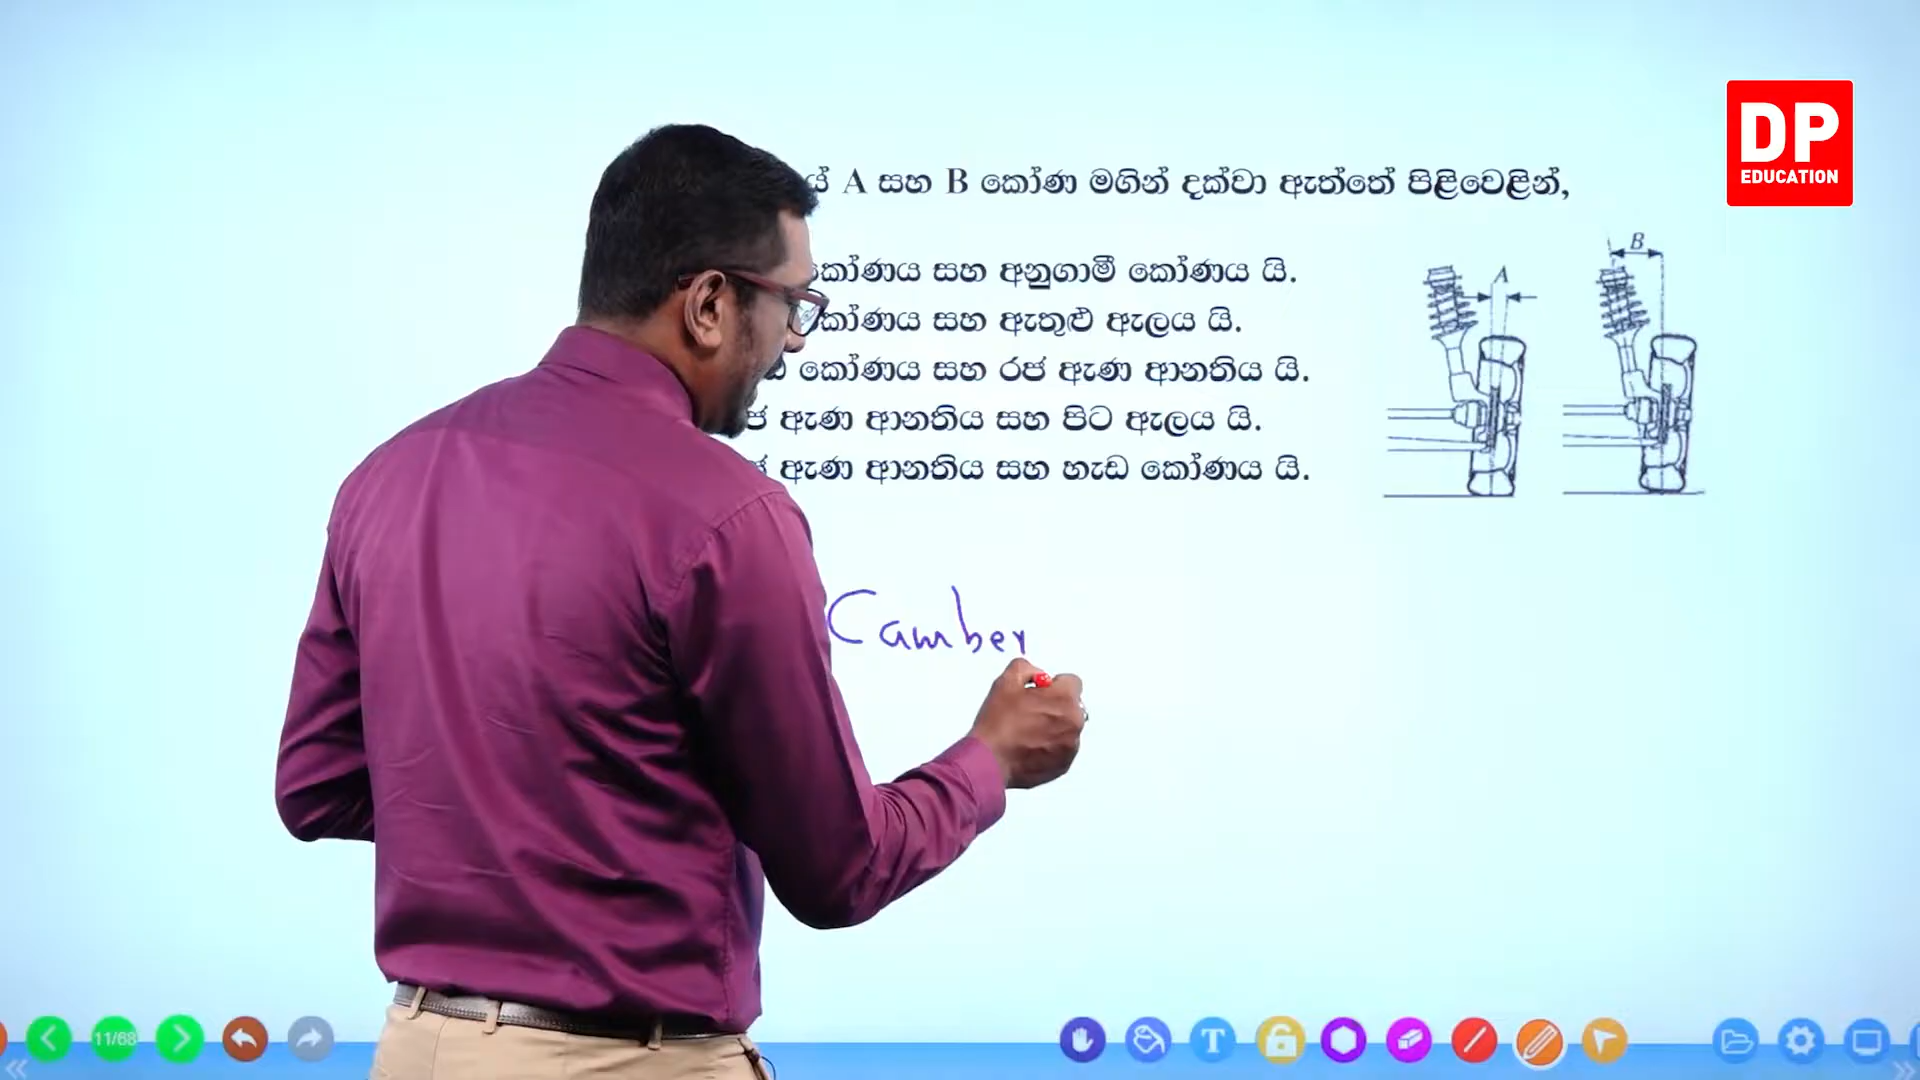 DP
EDUCATION
A සහ B කෝණ මගින් දක්වා ඇත්තේ පිළිවෙළින්,
කෝණය සහ අනුගාමී කෝණය යි.
කෝණය සහ ඇතුළු ඇලය යි.
කෝණය සහ රජ ඇණ ආනතිය යි.
ඇණ ආනතිය සහ පිට ඇලය යි.
ඇණ ආනතිය සහ හැඩ කෝණය යි.
A
B
Camber
11/68
T